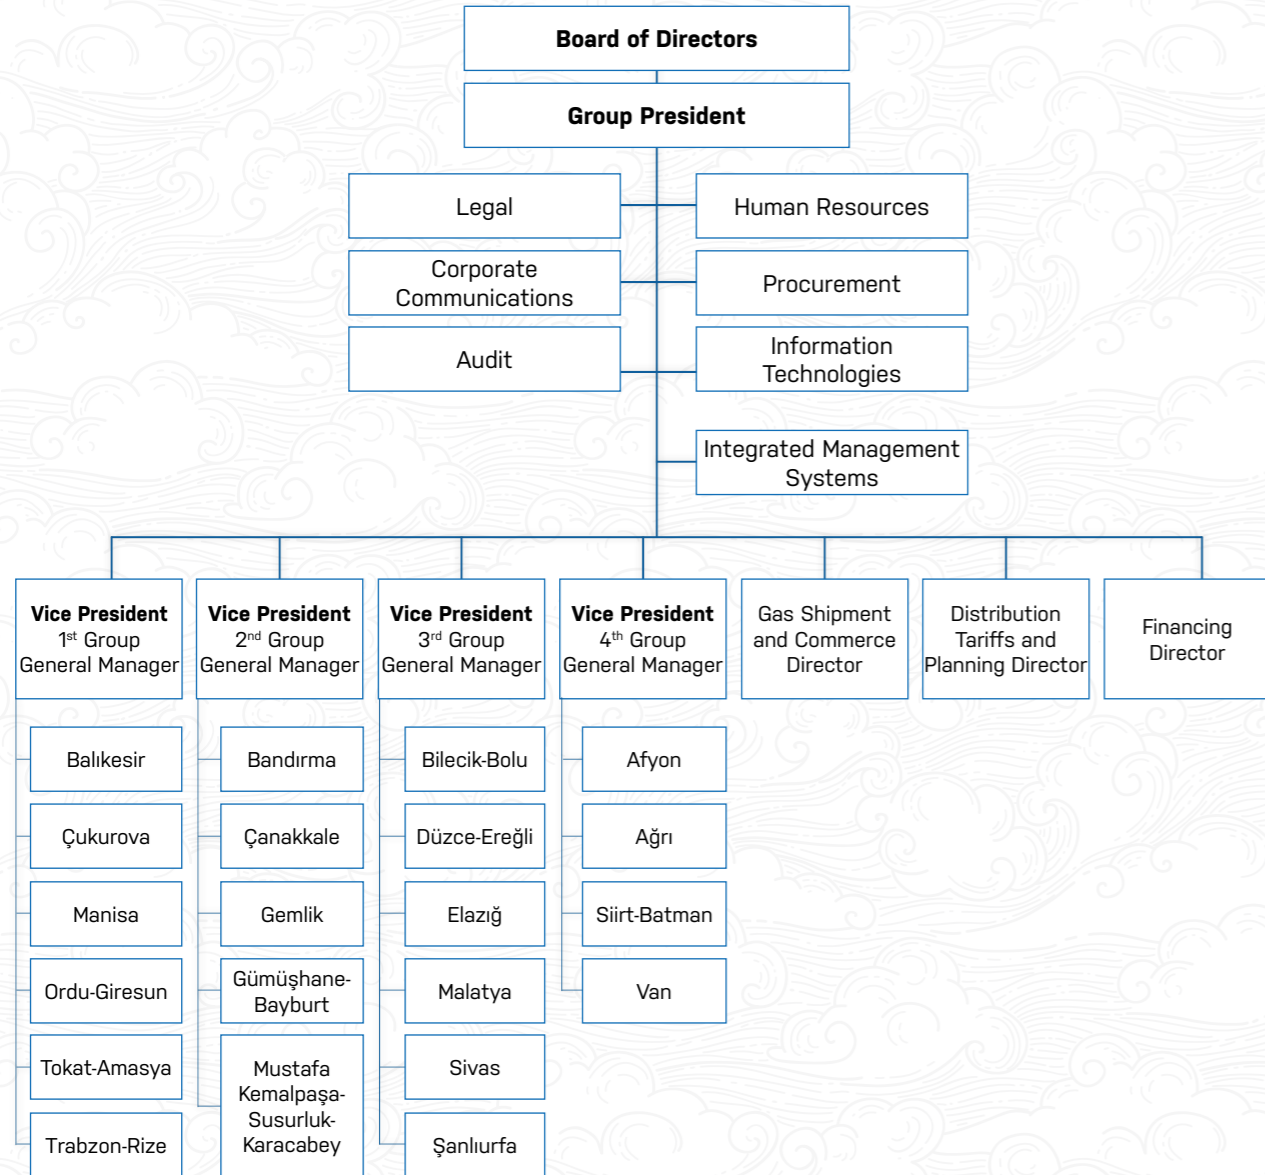 Board of Directors
Group President
Legal
Human Resources
Corporate
Communications
Procurement
Audit
Information
Technologies
Integrated Management
Systems
Vice President
1st Group
General Manager
Vice President
2nd Group
General Manager
Vice President
3rd Group
General Manager
Vice President
4th Group
General Manager
Gas Shipment
and Commerce
Director
Distribution
Tariffs and
Planning Director
Financing
Director
Balıkesir
Çukurova
Manisa
Ordu-Giresun
Tokat-Amasya
Trabzon-Rize
Bandırma
Çanakkale
Gemlik
Gümüşhane-
Bayburt
Mustafa
Kemalpaşa-
Susurluk-
Karacabey
Bilecik-Bolu
Düzce-Ereğli
Elazığ
Malatya
Sivas
Şanlıurfa
Afyon
Ağrı
Siirt-Batman
Van